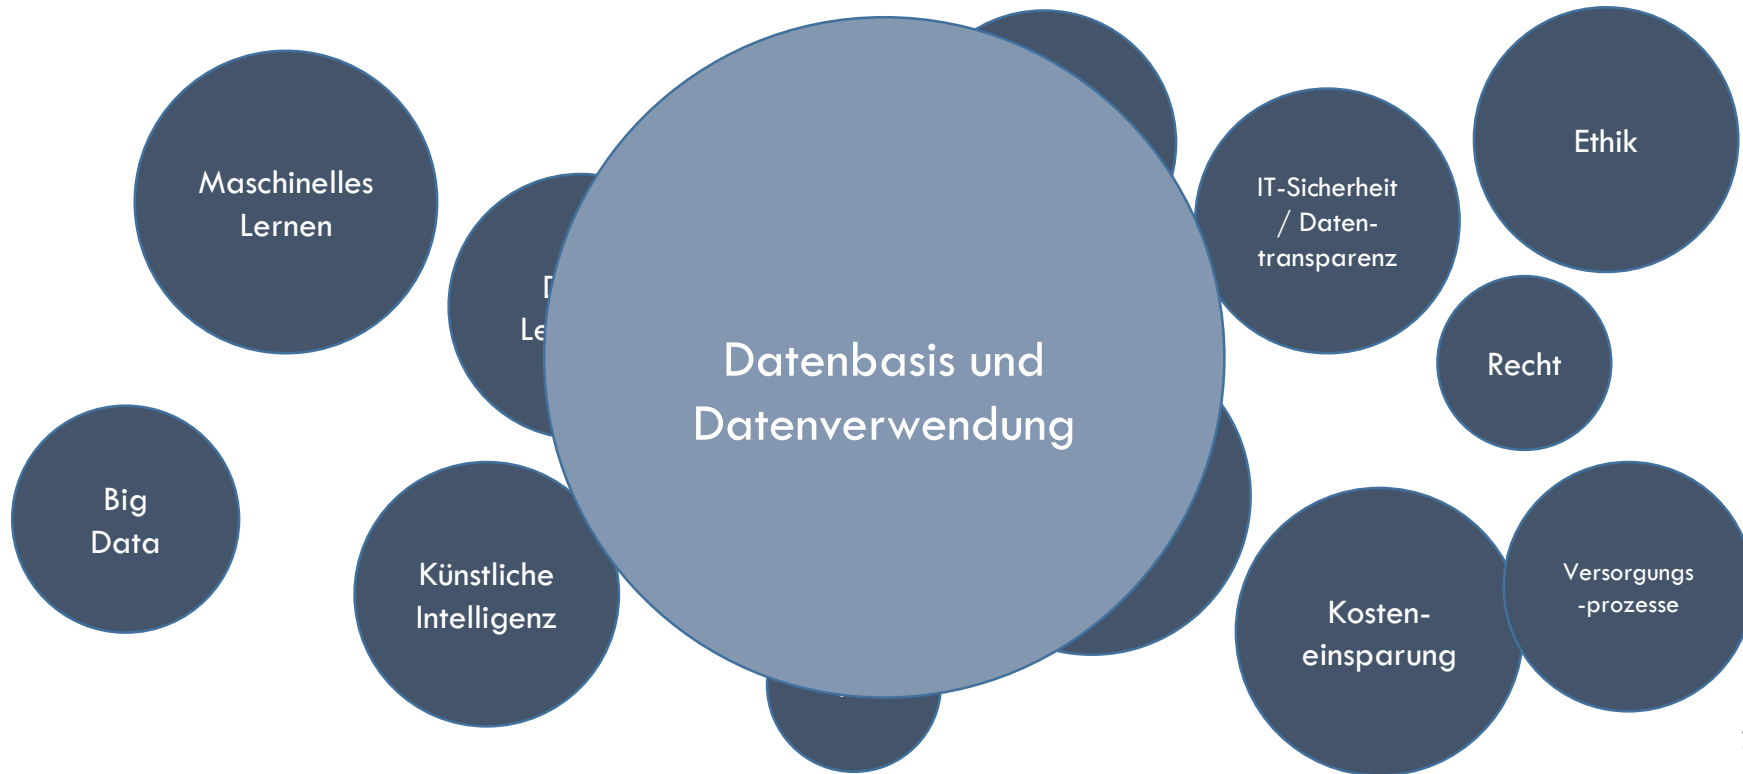 Maschinelles
Lernen
Big
Data
Künstliche
Intelligenz
Datenbasis und
Datenverwendung
IT-Sicherheit
/ Daten-
transparenz
Ethik
Recht
Kosten-
einsparung
Versorgungs
-prozesse